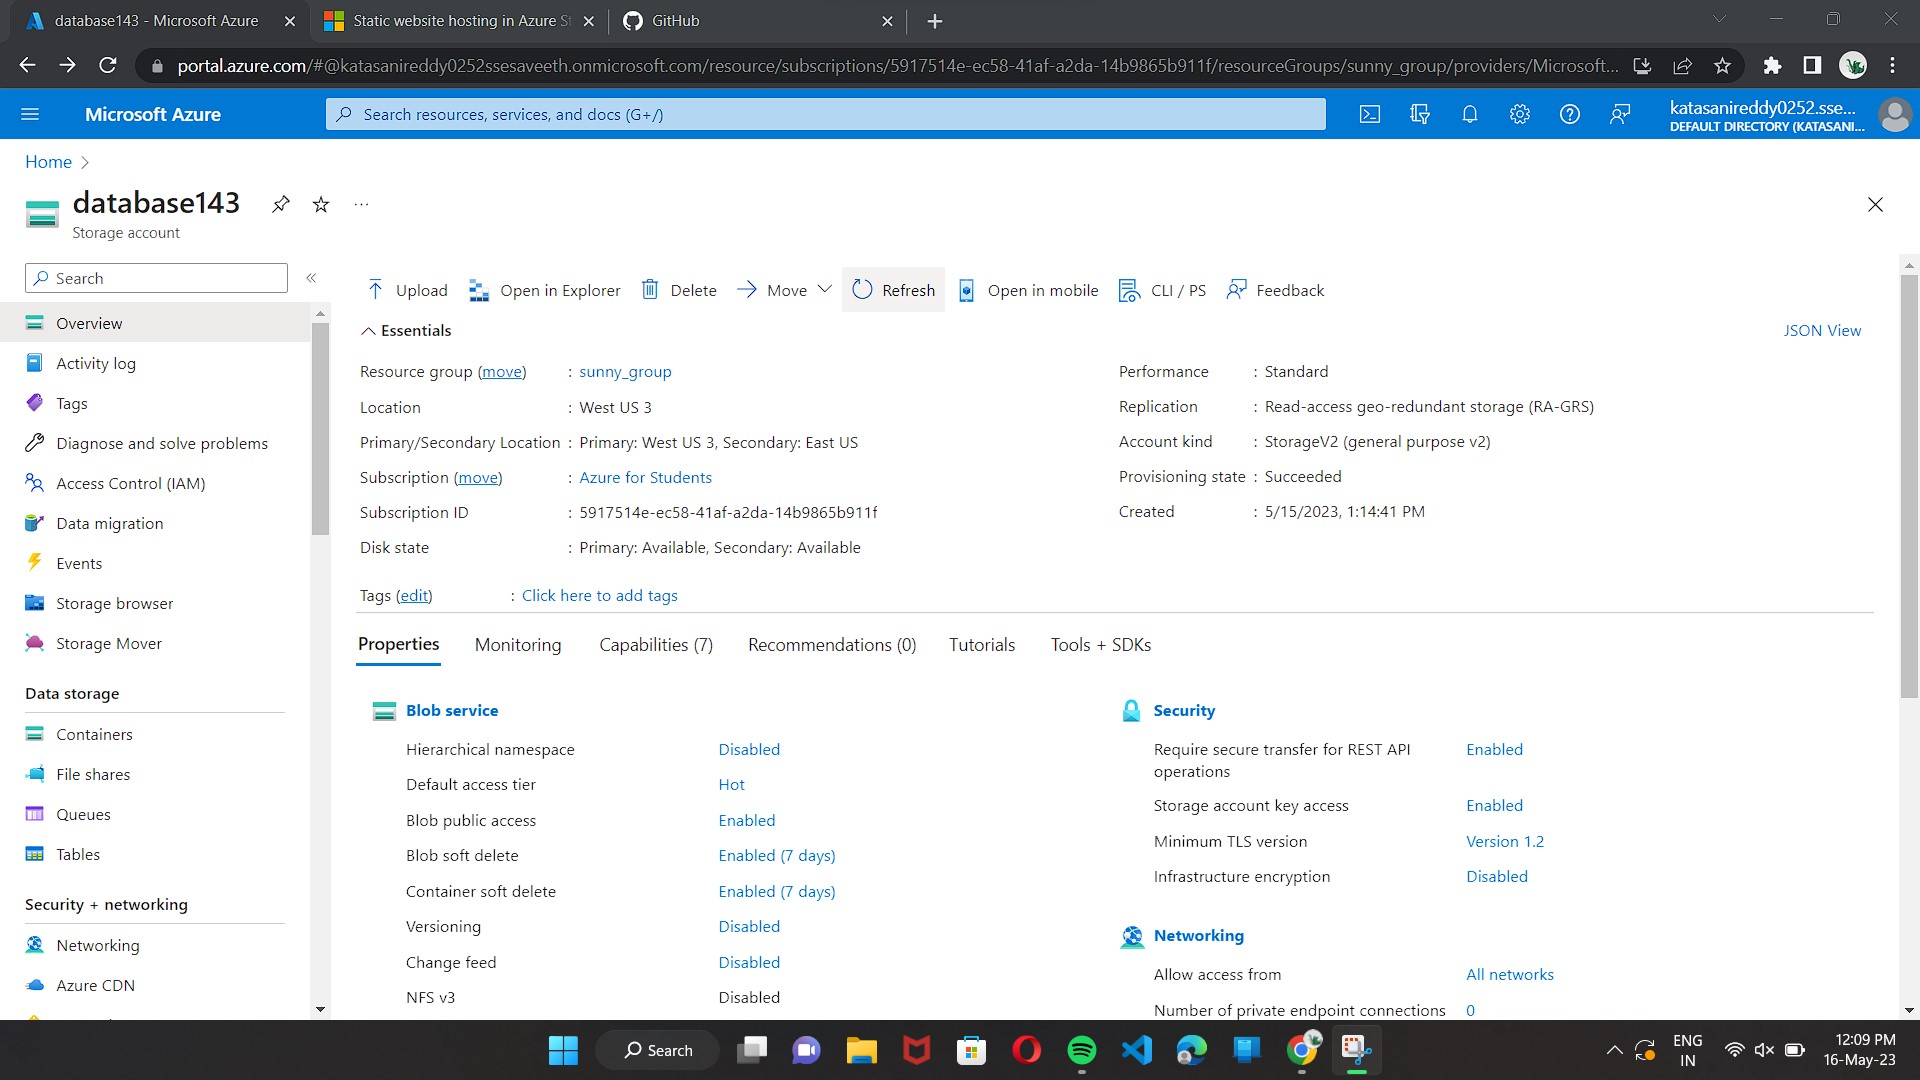 database143 - Microsoft Azure
Static website hosting in Azure St
GitHub
portal.azure.com/#@katasanireddy0252ssesaveeth.onmicrosoft.com/resource/subscriptions/5917514e-ec58-41af-a2da-14b9865b911f/resourceGroups/sunny_group/providers/Microsoft...
Microsoft Azure
Search resources, services, and docs (G+/)
katasanireddy0252.sse...
DEFAULT DIRECTORY (KATASANI...
Home
database143
Storage account
Search
Upload
Open in Explorer
Delete
Move
Refresh
Open in mobile
CLI / PS
Feedback
Overview
Activity log
Tags
Diagnose and solve problems
Access Control (IAM)
Data migration
Events
Storage browser
Storage Mover
Data storage
Containers
File shares
Queues
Tables
Security + networking
Networking
Azure CDN
Essentials
JSON View
Resource group (move) : sunny_group
Location : West US 3
Primary/Secondary Location : Primary: West US 3, Secondary: East US
Subscription (move) : Azure for Students
Subscription ID : 5917514e-ec58-41af-a2da-14b9865b911f
Disk state : Primary: Available, Secondary: Available
Performance : Standard
Replication : Read-access geo-redundant storage (RA-GRS)
Account kind : StorageV2 (general purpose v2)
Provisioning state : Succeeded
Created : 5/15/2023, 1:14:41 PM
Tags (edit) : Click here to add tags
Properties
Monitoring
Capabilities (7)
Recommendations (0)
Tutorials
Tools + SDKs
Blob service
Hierarchical namespace Disabled
Default access tier Hot
Blob public access Enabled
Blob soft delete Enabled (7 days)
Container soft delete Enabled (7 days)
Versioning Disabled
Change feed Disabled
NFS v3 Disabled
Security
Require secure transfer for REST API Enabled
operations
Storage account key access Enabled
Minimum TLS version Version 1.2
Infrastructure encryption Disabled
Networking
Allow access from All networks
Number of private endpoint connections 0
Search
ENG
IN
12:09 PM
16-May-23